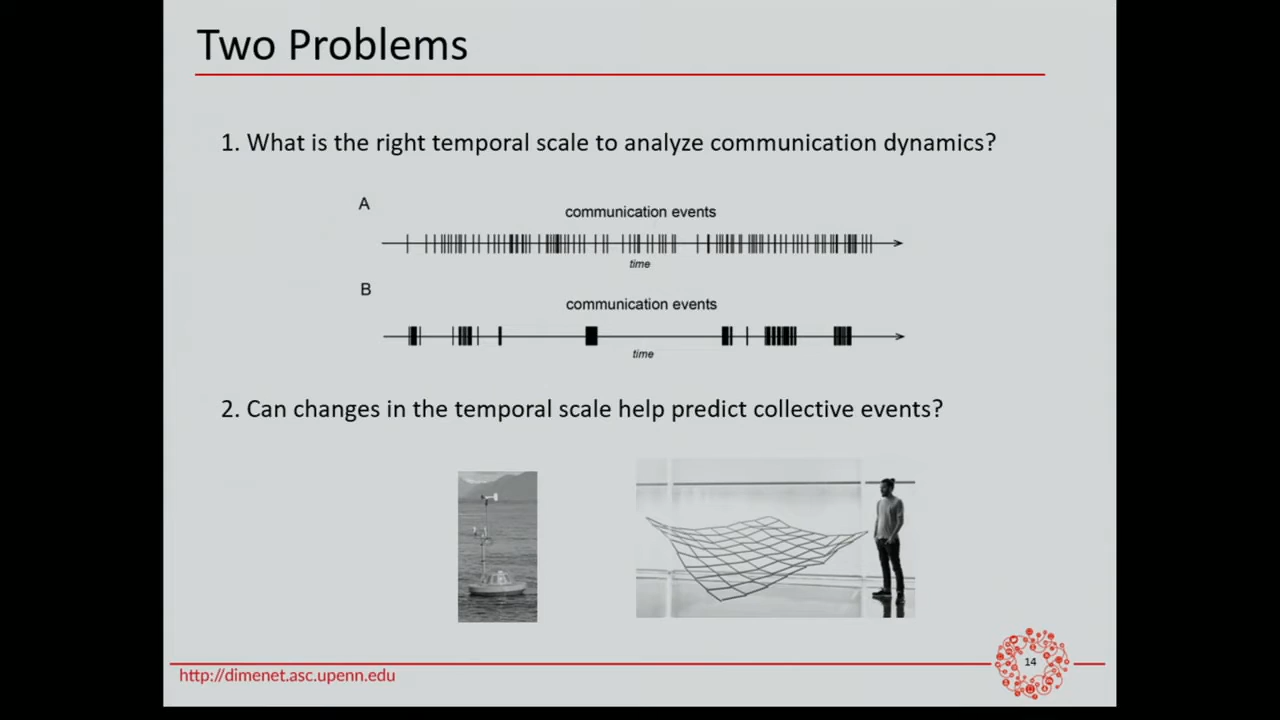 Two Problems
1. What is the right temporal scale to analyze communication dynamics?
A
communication events
time
B
communication events
time
2. Can changes in the temporal scale help predict collective events?
http://dimenet.asc.upenn.edu
14